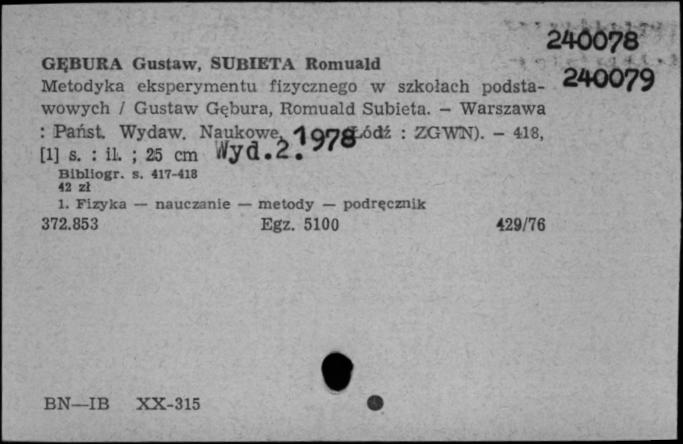 240078
GĘBURA Gustaw, SUBIETA Romuald
Metodyka eksperymentu fizycznego w szkołach podsta-
240079
wowych / Gustaw Gębura, Romuald Subieta. — Warszawa
: Państ. Wydaw. Naukowe, 1978 Łódź : ZGWN). — 418,
[1] s. : il. ; 25 cm Wyd.2.
Bibliogr. s. 417-418
42 zł
1. Fizyka — nauczanie — metody — podręcznik
372.853 Egz. 5100 429/76
BN—IB XX-315